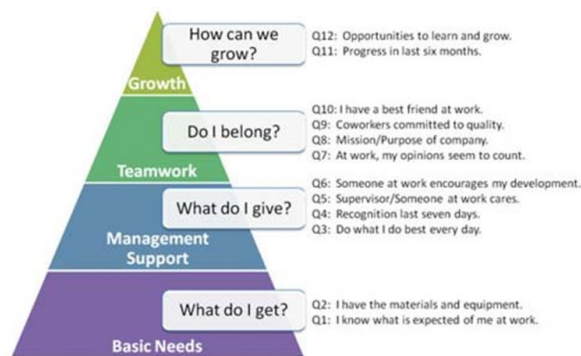 How can we
grow?
Growth
Q12: Opportunities to learn and grow.
Q11: Progress in last six months.
Do I belong?
Teamwork
Q10: I have a best friend at work.
Q9: Coworkers committed to quality.
Q8: Mission/Purpose of company.
Q7: At work, my opinions seem to count.
What do I give?
Management
Support
Q6: Someone at work encourages my development.
Q5: Supervisor/Someone at work cares.
Q4: Recognition last seven days.
Q3: Do what I do best every day.
What do I get?
Basic Needs
Q2: I have the materials and equipment.
Q1: I know what is expected of me at work.